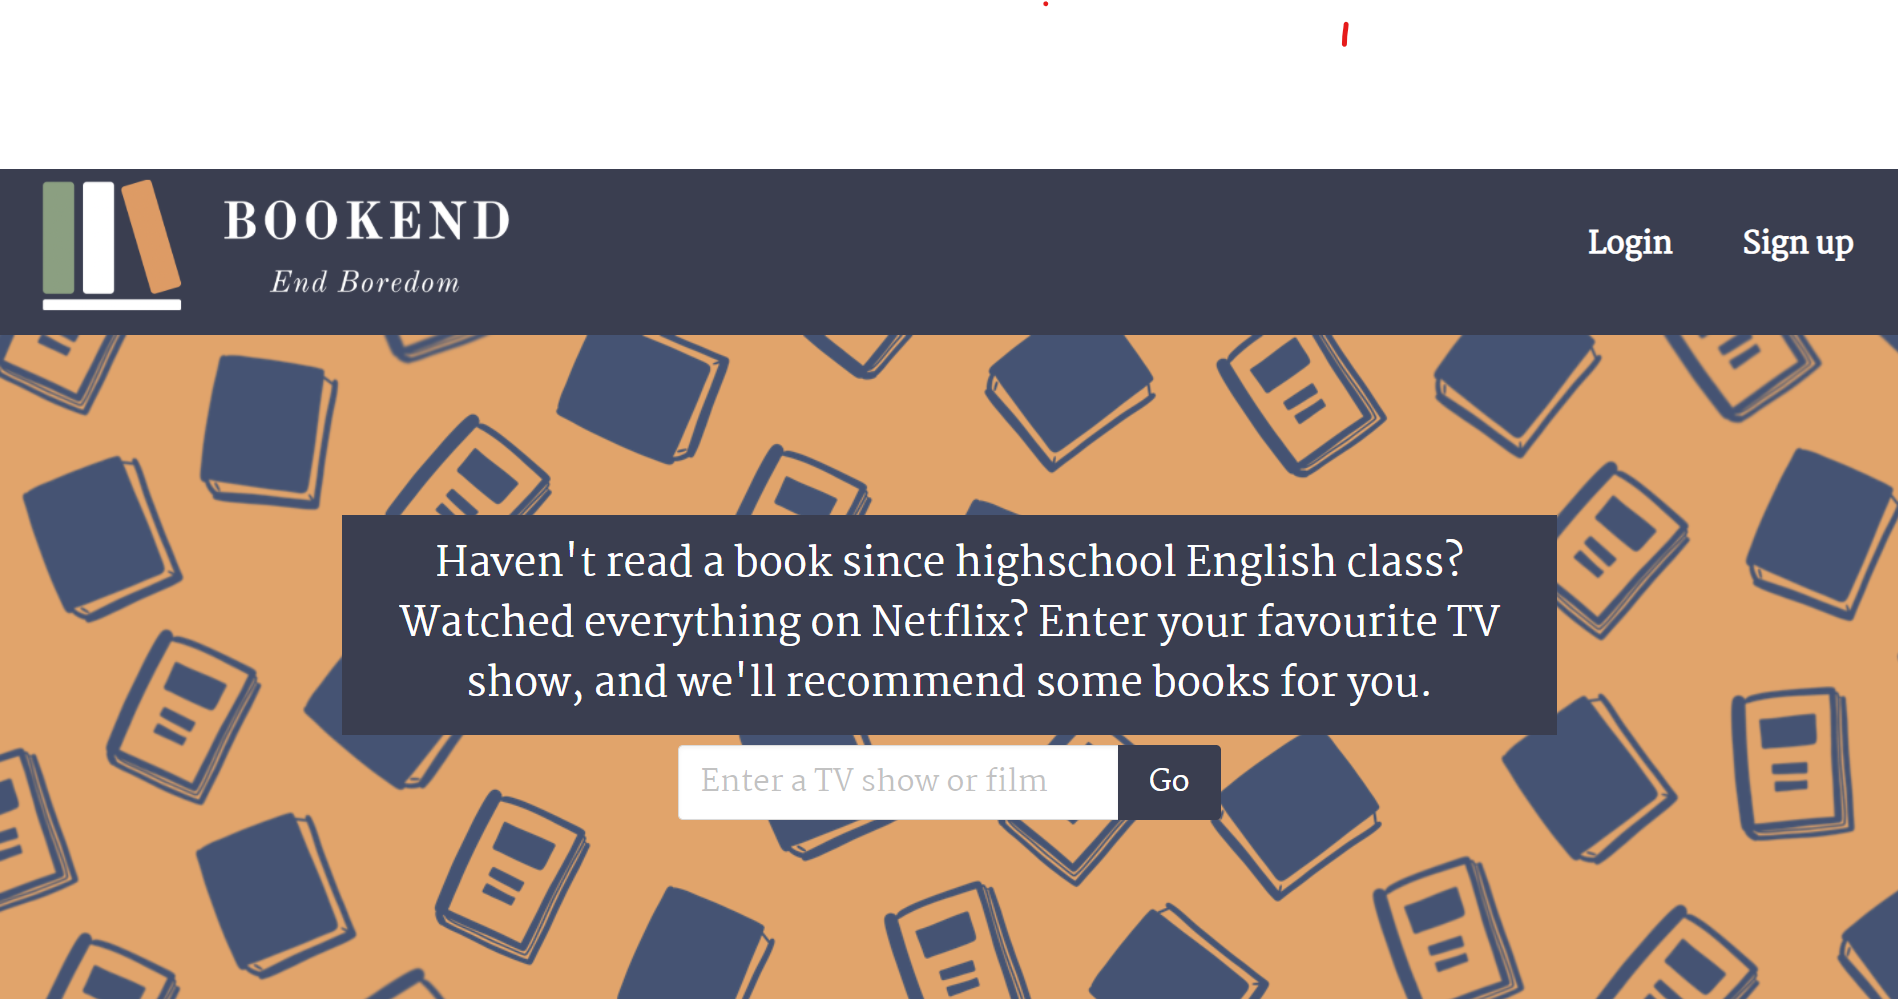 BOOKEND
End Boredom
Login
Sign up
Haven't read a book since highschool English class?
Watched everything on Netflix? Enter your favourite TV
show, and we'll recommend some books for you.
Enter a TV show or film
Go